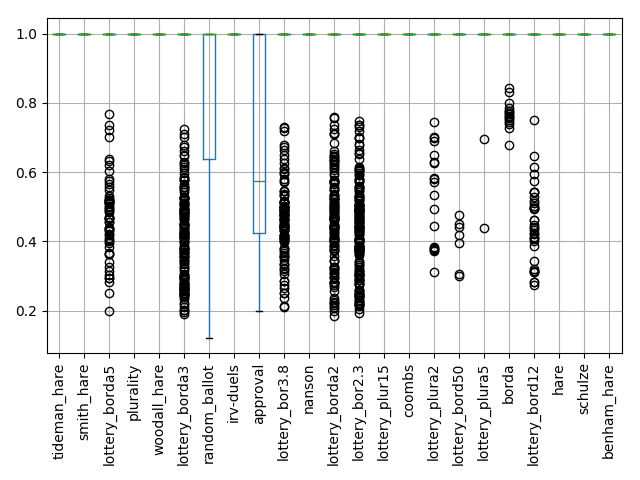 1.0
0.8
0.6
0.4
0.2
tideman_hare
smith_hare
lottery_borda5
plurality
woodall_hare
lottery_borda3
random_ballot
irv-duels
approval
lottery_bor3.8
nanson
lottery_borda2
lottery_bor2.3
lottery_plur15
coombs
lottery_plura2
lottery_bord50
lottery_plura5
borda
lottery_bord12
hare
schulze
benham_hare